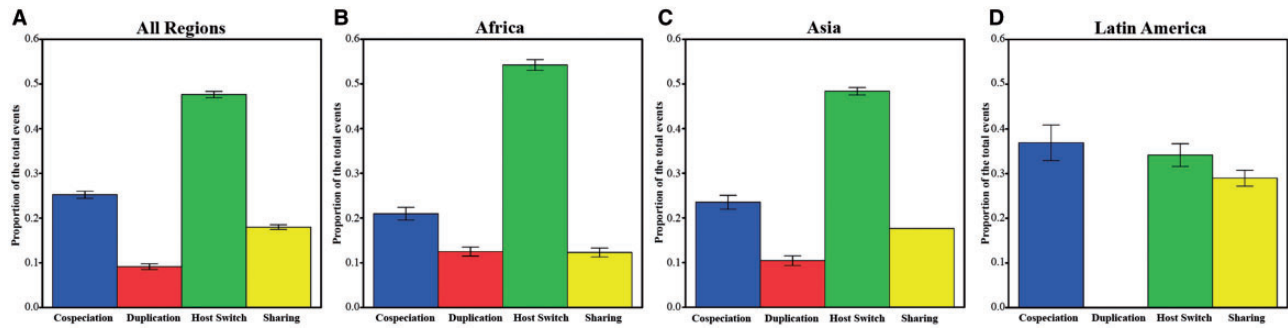 A
All Regions
Proportion of the total events
0.6
0.5
0.4
0.3
0.2
0.1
0.0
Cospeciation Duplication Host Switch Sharing
B
Africa
Proportion of the total events
0.6
0.5
0.4
0.3
0.2
0.1
0.0
Cospeciation Duplication Host Switch Sharing
C
Asia
Proportion of the total events
0.6
0.5
0.4
0.3
0.2
0.1
0.0
Cospeciation Duplication Host Switch Sharing
D
Latin America
Proportion of the total events
0.6
0.5
0.4
0.3
0.2
0.1
0.0
Cospeciation Duplication Host Switch Sharing